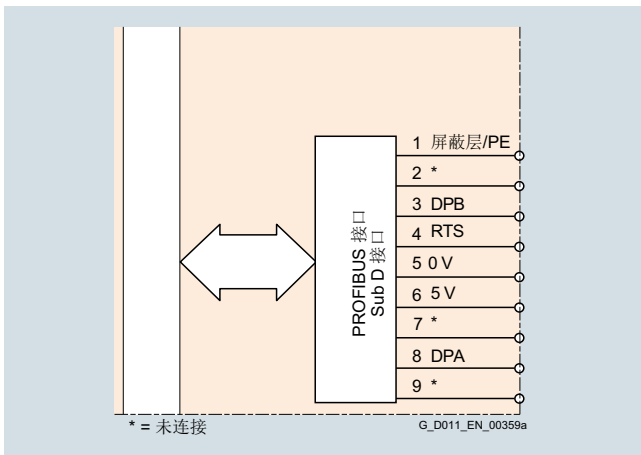 1 屏蔽层/PE
2 *
3 DPB
4 RTS
5 0 V
6 5 V
7 *
8 DPA
9 *
PROFIBUS 接口
Sub D 接口
* = 未连接
G_D011_EN_00359a